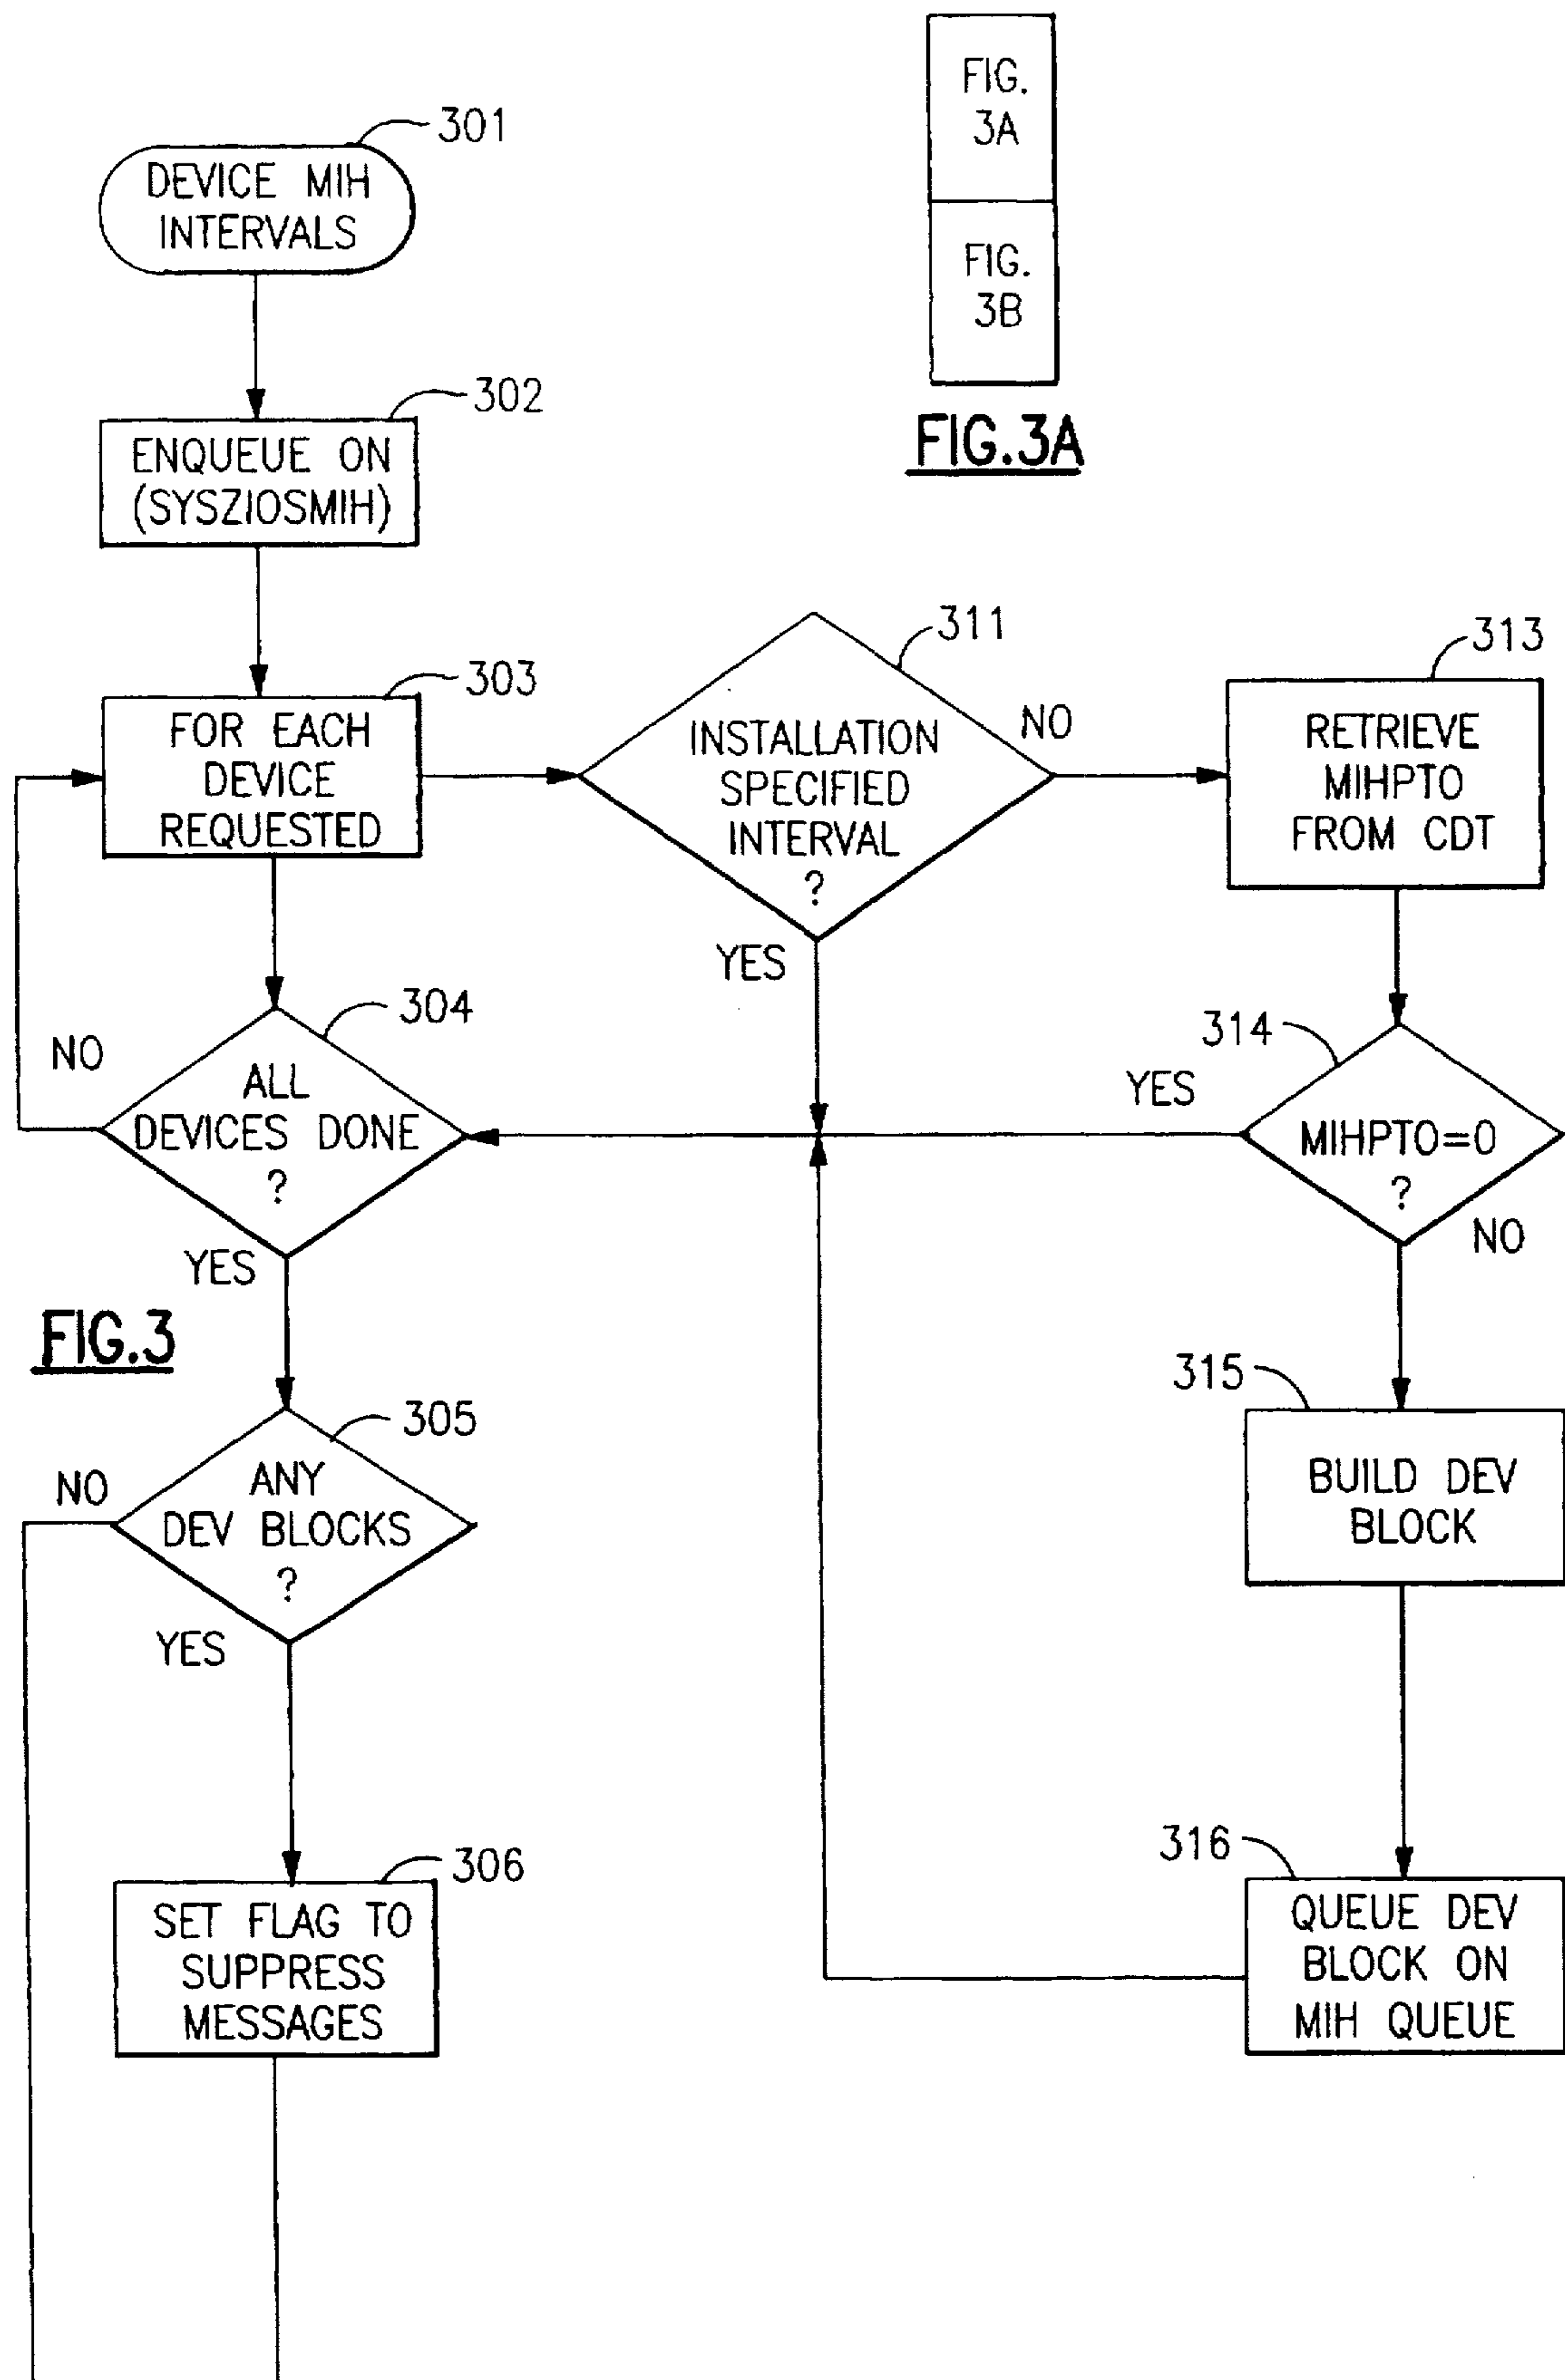 FIG.
3A
FIG.
3B
FIG.3A
301
DEVICE MIH
INTERVALS
302
ENQUEUE ON
(SYSZIOSMIH)
303
FOR EACH
DEVICE
REQUESTED
311
INSTALLATION
SPECIFIED
INTERVAL
?
NO
YES
313
RETRIEVE
MIHPTO
FROM CDT
304
ALL
DEVICES DONE
?
NO
YES
314
MIHPTO=0
?
YES
NO
FIG.3
305
ANY
DEV BLOCKS
?
NO
YES
315
BUILD DEV
BLOCK
306
SET FLAG TO
SUPPRESS
MESSAGES
316
QUEUE DEV
BLOCK ON
MIH QUEUE